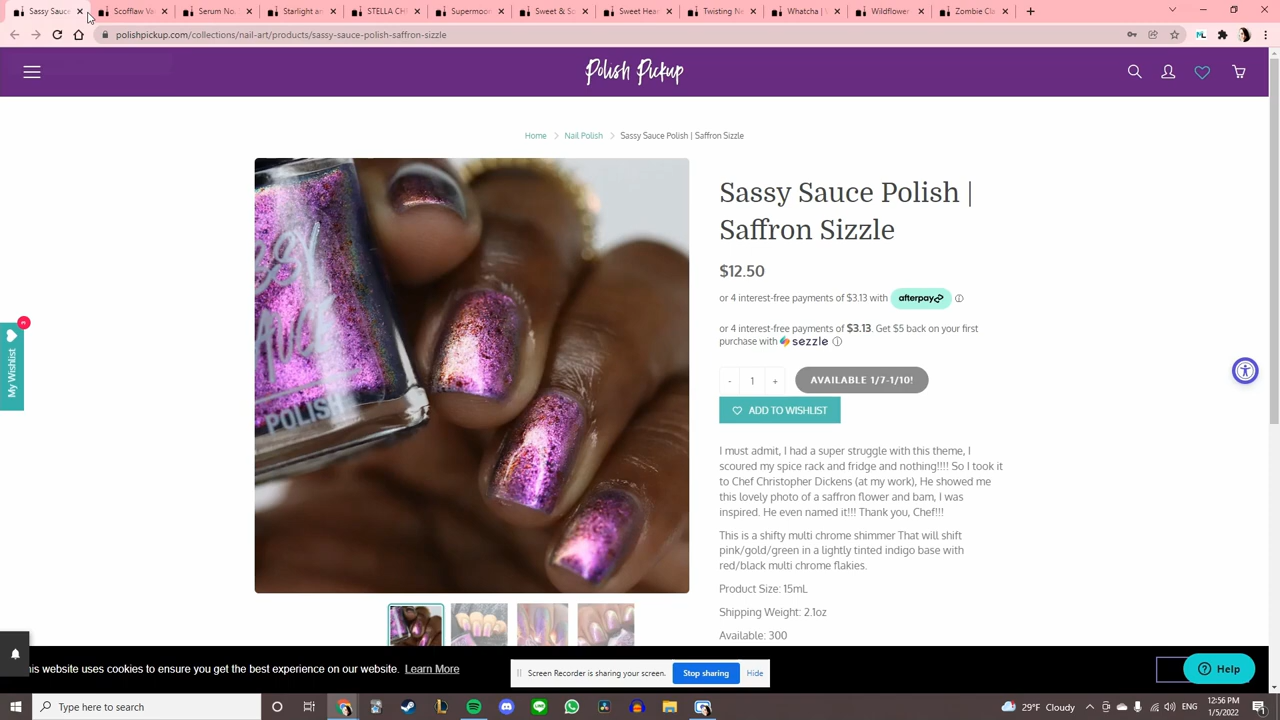 Sassy Sauce
Scofflaw Va
Serum No.
Starlight an
STELLA CH
Starlight an
Set & Cuti
Supermoon
Starrily | M
Starlight an
Zombie Cl
polishpickup.com/collections/nail-art/products/sassy-sauce-polish-saffron-sizzle
Polish Pickup
Home > Nail Polish > Sassy Sauce Polish | Saffron Sizzle
POLISH
Sassy Sauce Polish |
Saffron Sizzle
$12.50
or 4 interest-free payments of $3.13 with afterpay
or 4 interest-free payments of $3.13. Get $5 back on your first
purchase with sezzle
- 1 + AVAILABLE 1/7-1/10!
ADD TO WISHLIST
My Wishlist
I must admit, I had a super struggle with this theme, I
scoured my spice rack and fridge and nothing!!!! So I took it
to Chef Christopher Dickens (at my work), He showed me
this lovely photo of a saffron flower and bam, I was
inspired. He even named it!!! Thank you, Chef!!!
This is a shifty multi chrome shimmer That will shift
pink/gold/green in a lightly tinted indigo base with
red/black multi chrome flakies.
Product Size: 15mL
Shipping Weight: 2.1oz
Available: 300
his website uses cookies to ensure you get the best experience on our website. Learn More
Screen Recorder is sharing your screen. Stop sharing Hide
Help
Type here to search
29°F Cloudy
12:56 PM
1/5/2022